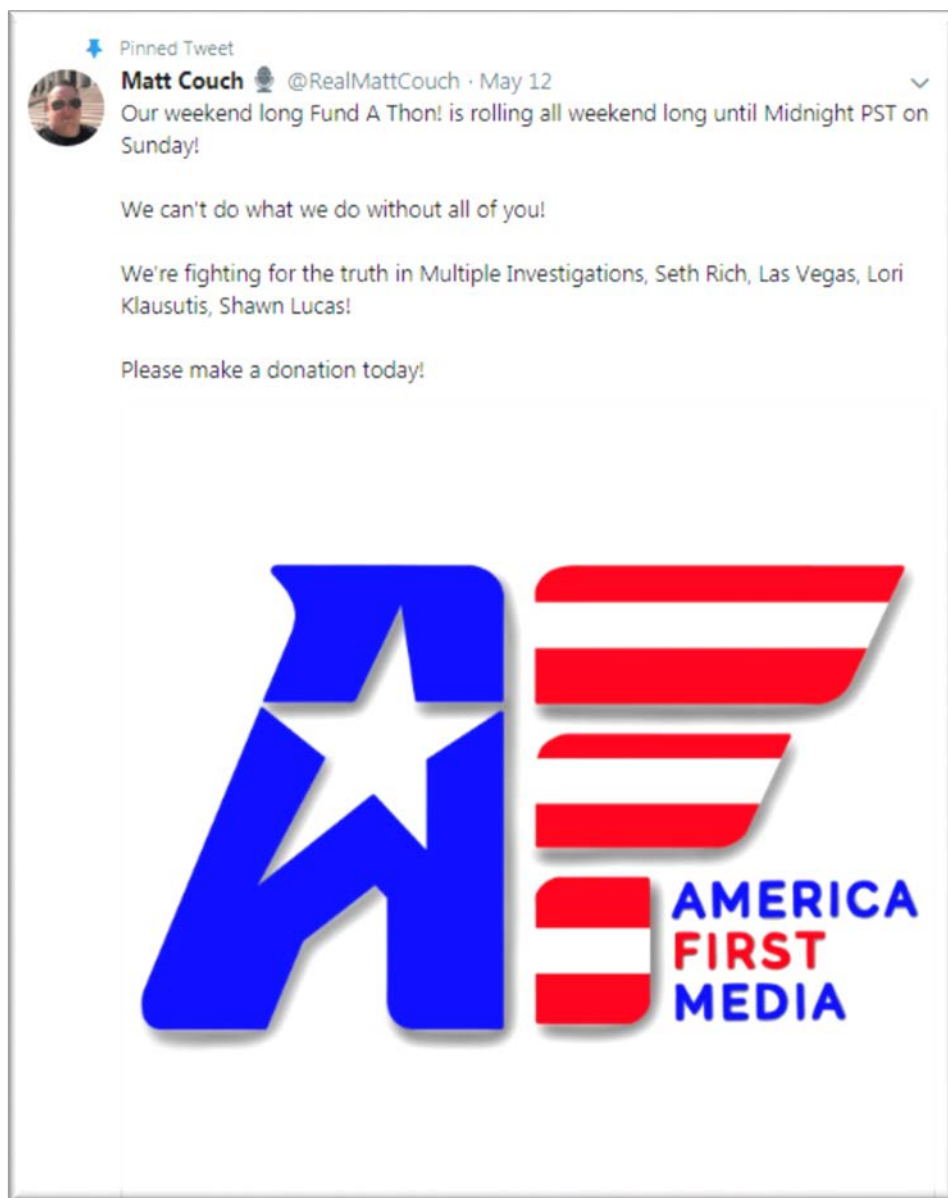 Pinned Tweet
Matt Couch @RealMattCouch · May 12
Our weekend long Fund A Thon! is rolling all weekend long until Midnight PST on
Sunday!
We can't do what we do without all of you!
We're fighting for the truth in Multiple Investigations, Seth Rich, Las Vegas, Lori
Klausutis, Shawn Lucas!
Please make a donation today!
AF
AMERICA
FIRST
MEDIA